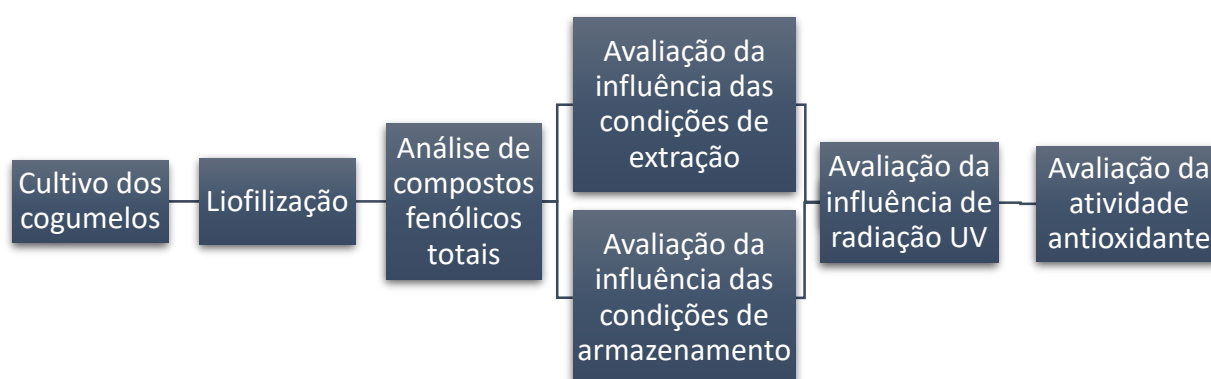 Cultivo dos
cogumelos
Liofilização
Análise de
compostos
fenólicos
totais
Avaliação da
influência das
condições de
extração
Avaliação da
influência das
condições de
armazenamento
Avaliação da
influência de
radiação UV
Avaliação da
atividade
antioxidante